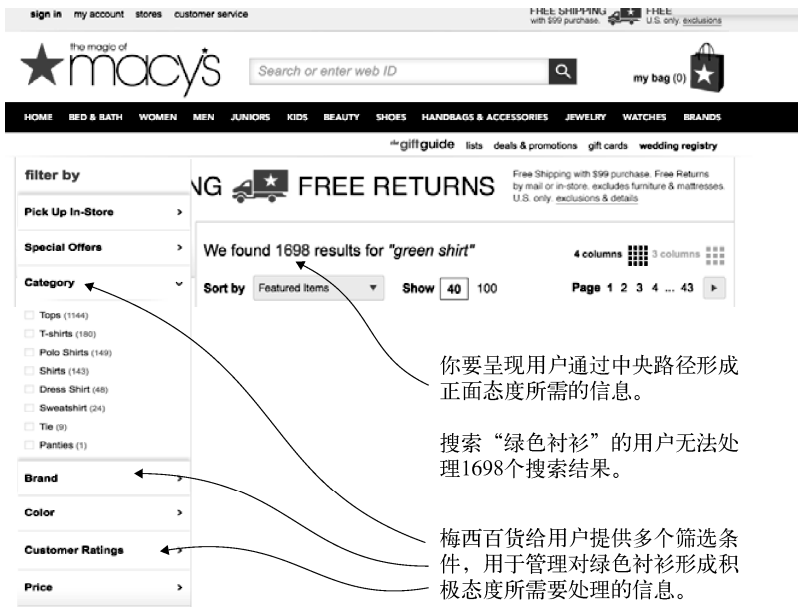 sign in my account stores customer service
FREE SHIPPING
with $99 purchase.
FREE
U.S. only. exclusions
the magic of
macy's
Search or enter web ID
my bag (0)
HOME BED & BATH WOMEN MEN JUNIORS KIDS BEAUTY SHOES HANDBAGS & ACCESSORIES JEWELRY WATCHES BRANDS
the giftguide lists deals & promotions gift cards wedding registry
filter by
NG FREE RETURNS
Free Shipping with $99 purchase. Free Returns
by mail or in-store. excludes furniture & mattresses.
U.S. only. exclusions & details
Pick Up In-Store
Special Offers
We found 1698 results for "green shirt"
4 columns 3 columns
Category
Sort by Featured Items Show 40 100 Page 1 2 3 4 ... 43
Tops (1144)
T-shirts (180)
Polo Shirts (149)
Shirts (143)
Dress Shirt (48)
Sweatshirt (24)
Tie (9)
Panties (1)
Brand
Color
Customer Ratings
Price
你要呈现用户通过中央路径形成
正面态度所需的信息。
搜索“绿色衬衫”的用户无法处
理1698个搜索结果。
梅西百货给用户提供多个筛选条
件，用于管理对绿色衬衫形成积
极态度所需要处理的信息。